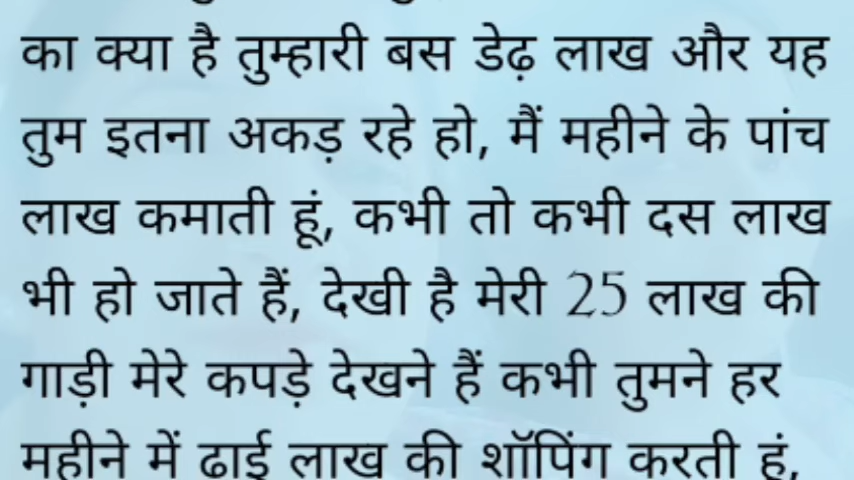 का क्या है तुम्हारी बस डेढ़ लाख और यह
तुम इतना अकड़ रहे हो, मैं महीने के पांच
लाख कमाती हूं, कभी तो कभी दस लाख
भी हो जाते हैं, देखी है मेरी 25 लाख की
गाड़ी मेरे कपड़े देखने हैं कभी तुमने हर
महीने में ढाई लाख की शॉपिंग करती हूं,